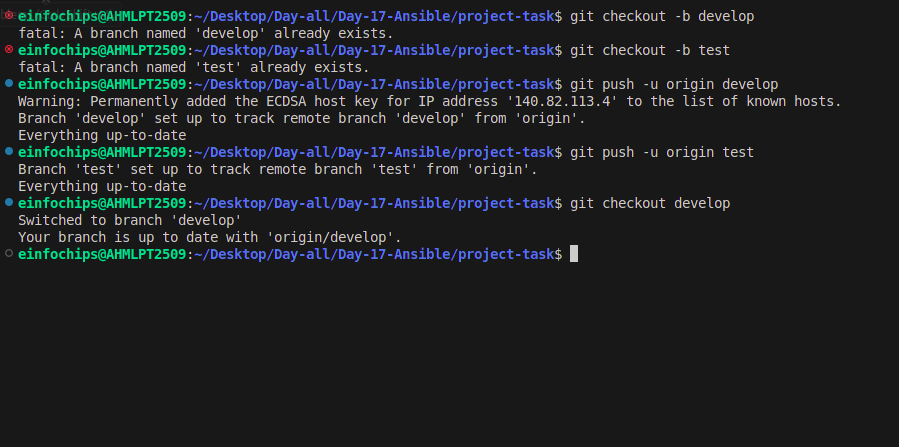 einfochips@AHMLPT2509:~/Desktop/Day-all/Day-17-Ansible/project-task$ git checkout -b develop
fatal: A branch named 'develop' already exists.
einfochips@AHMLPT2509:~/Desktop/Day-all/Day-17-Ansible/project-task$ git checkout -b test
fatal: A branch named 'test' already exists.
einfochips@AHMLPT2509:~/Desktop/Day-all/Day-17-Ansible/project-task$ git push -u origin develop
Warning: Permanently added the ECDSA host key for IP address '140.82.113.4' to the list of known hosts.
Branch 'develop' set up to track remote branch 'develop' from 'origin'.
Everything up-to-date
einfochips@AHMLPT2509:~/Desktop/Day-all/Day-17-Ansible/project-task$ git push -u origin test
Branch 'test' set up to track remote branch 'test' from 'origin'.
Everything up-to-date
einfochips@AHMLPT2509:~/Desktop/Day-all/Day-17-Ansible/project-task$ git checkout develop
Switched to branch 'develop'
Your branch is up to date with 'origin/develop'.
einfochips@AHMLPT2509:~/Desktop/Day-all/Day-17-Ansible/project-task$